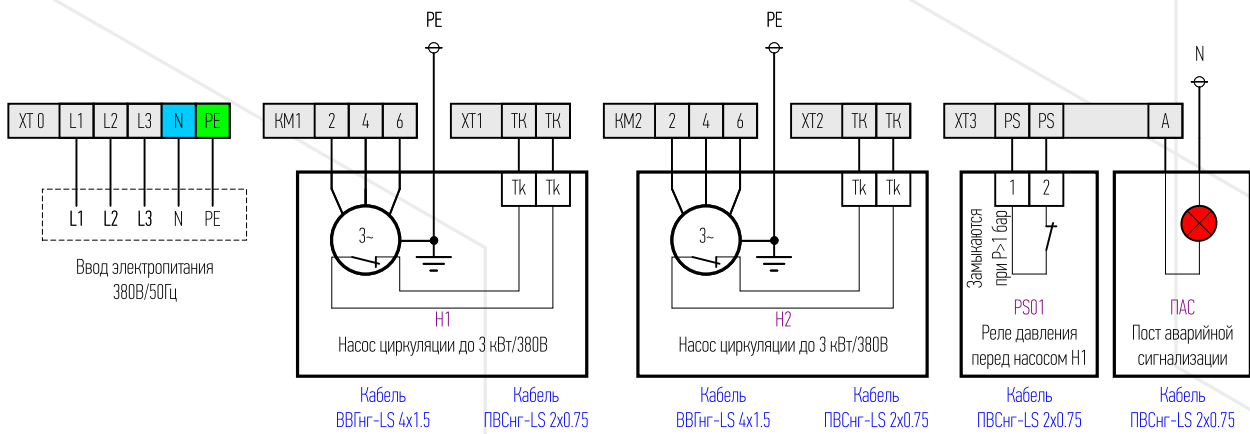 PE
PE
N
XT 0 L1 L2 L3 N PE
KM1 2 4 6
XT1 TK TK
KM2 2 4 6
XT2 TK TK
XT3 PS PS A
L1 L2 L3 N PE
Ввод электропитания
380В/50Гц
Tk Tk
3~
H1
Насос циркуляции до 3 кВт/380В
Кабель
ВВГнг-LS 4x1.5
Кабель
ПВСнг-LS 2x0.75
Tk Tk
3~
H2
Насос циркуляции до 3 кВт/380В
Кабель
ВВГнг-LS 4x1.5
Кабель
ПВСнг-LS 2x0.75
1 2
Замыкаются
при P>1 бар
PS01
Реле давления
перед насосом Н1
Кабель
ПВСнг-LS 2x0.75
ПАС
Пост аварийной
сигнализации
Кабель
ПВСнг-LS 2x0.75